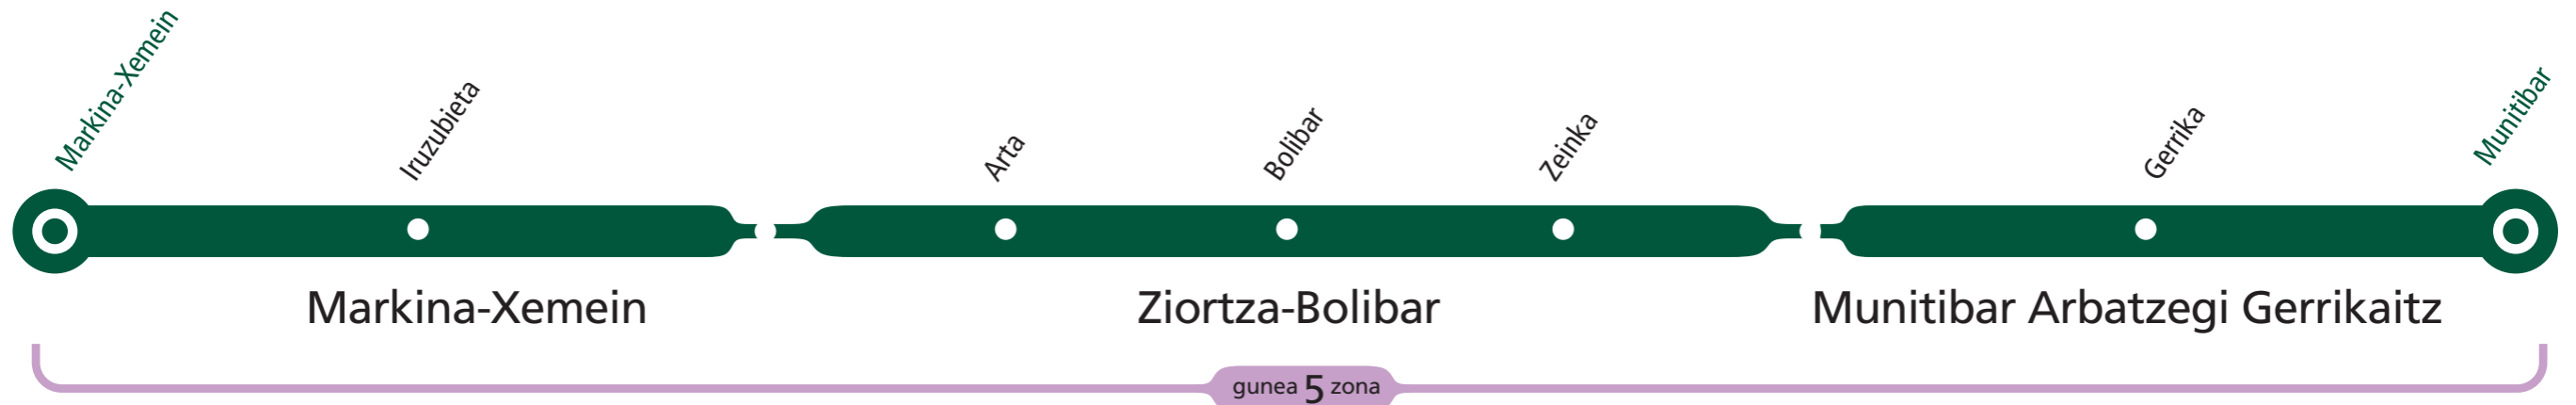 Markina-Xemein
Iruzubieta
Arta
Bolibar
Zeinka
Gerrika
Munitibar
Markina-Xemein
Ziortza-Bolibar
Munitibar Arbatzegi Gerrikaitz
gunea 5 zona